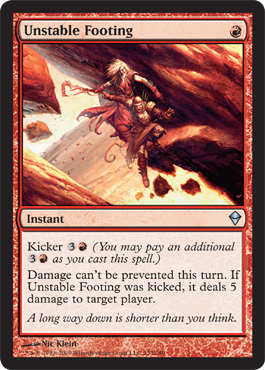 Unstable Footing
Instant
Kicker 3 (You may pay an additional
3 as you cast this spell.)
Damage can't be prevented this turn. If
Unstable Footing was kicked, it deals 5
damage to target player.
A long way down is shorter than you think.
Nic Klein